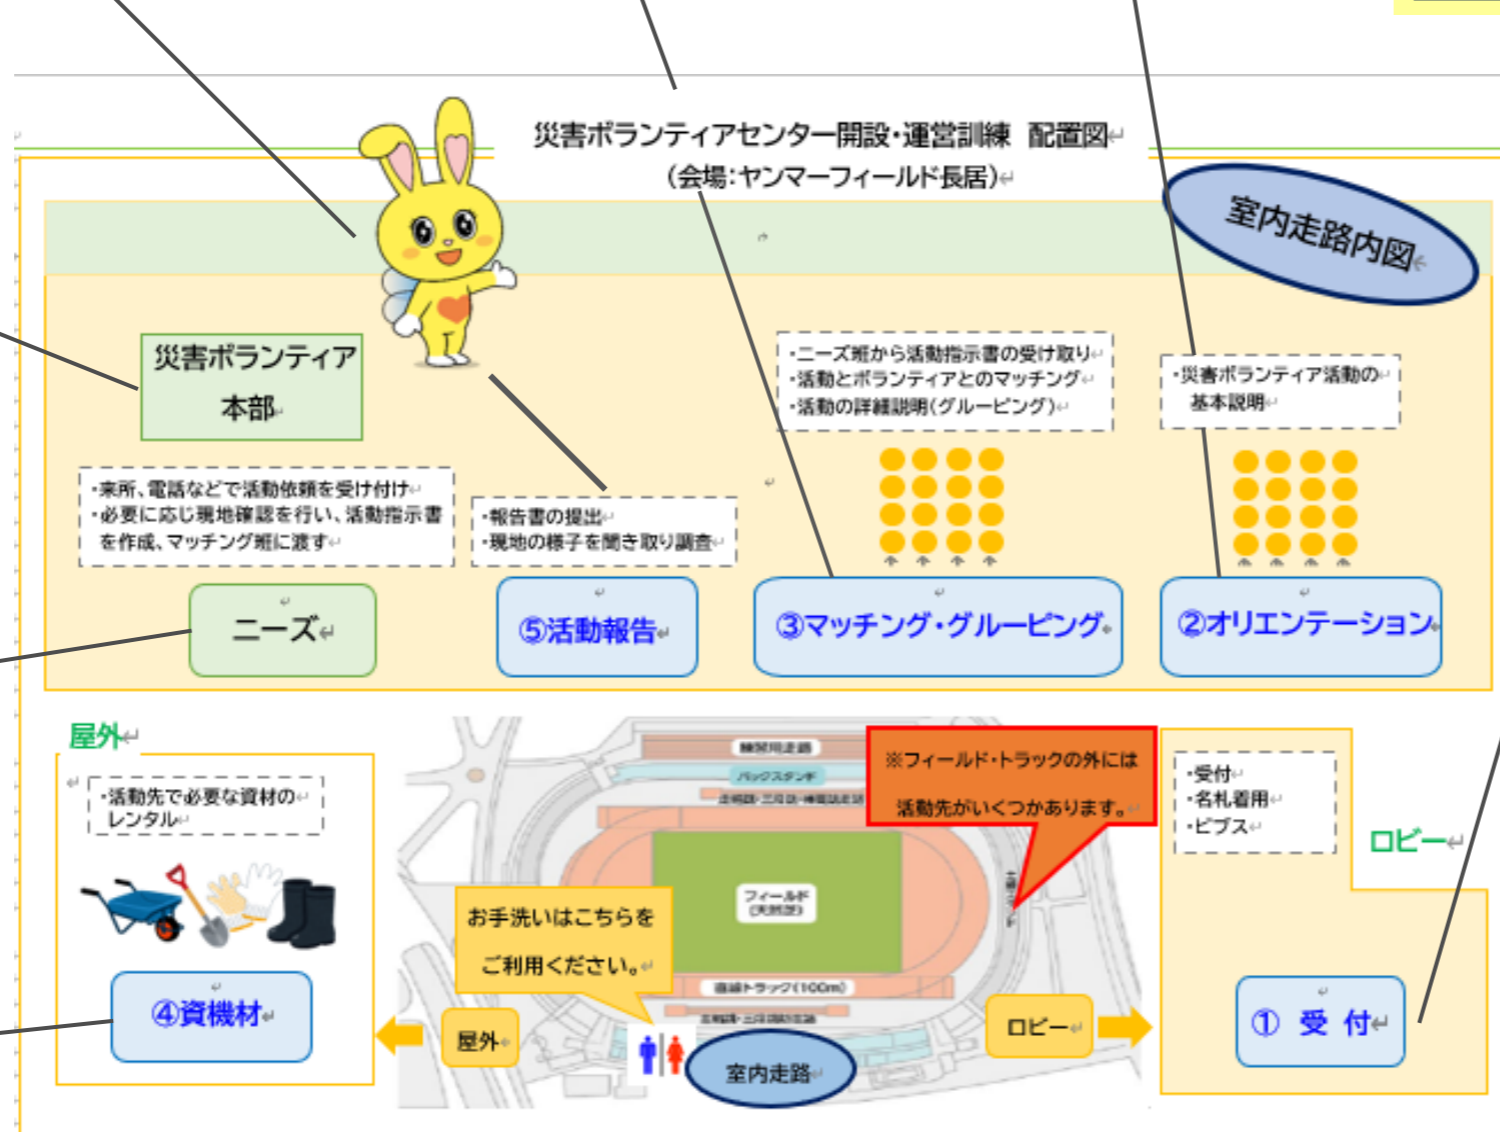 災害ボランティアセンター開設・運営訓練 配置図
（会場：ヤンマーフィールド長居）
室内走路内図
災害ボランティア
本部
・ニーズ班から活動指示書の受け取り
・活動とボランティアとのマッチング
・活動の詳細説明（グルーピング）
・災害ボランティア活動の
基本説明
・来所、電話などで活動依頼を受け付け
・必要に応じ現地確認を行い、活動指示書
を作成、マッチング班に渡す
・報告書の提出
・現地の様子を聞き取り調査
ニーズ
⑤活動報告
③マッチング・グルーピング
②オリエンテーション
屋外
・活動先で必要な資材の
レンタル
④資機材
練習用走路
バックスタンド
※フィールド・トラックの外には
活動先がいくつかあります。
フィールド
(天然芝)
お手洗いはこちらを
ご利用ください。
直線トラック(100m)
屋外
室内走路
ロビー
・受付
・名札着用
・ビブス
ロビー
① 受 付